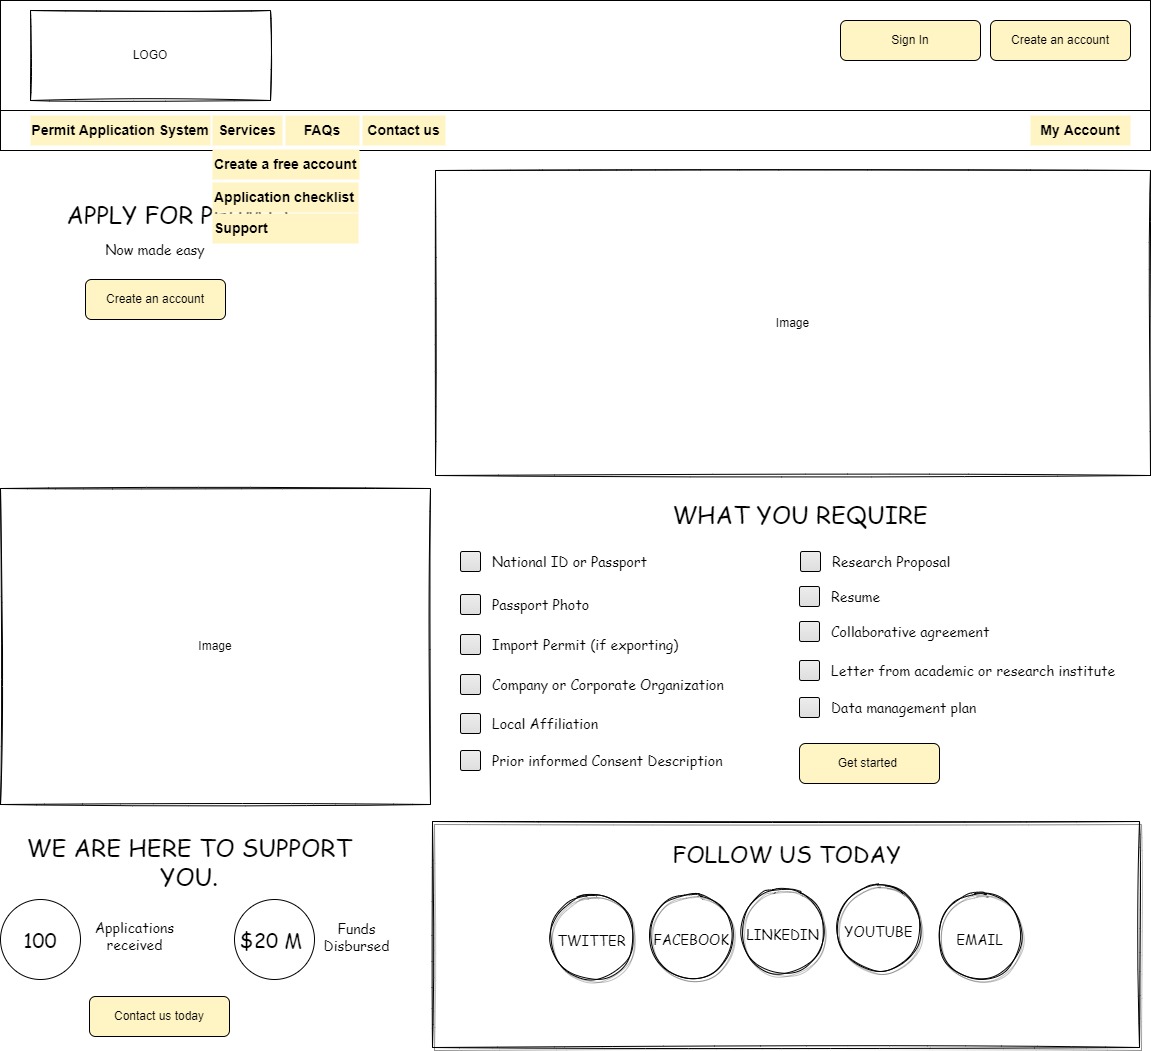 LOGO
Sign In
Create an account
Permit Application System
Services
FAQs
Contact us
My Account
Create a free account
Application checklist
Support
APPLY FOR
Now made easy
Create an account
Image
Image
WHAT YOU REQUIRE
National ID or Passport
Passport Photo
Import Permit (if exporting)
Company or Corporate Organization
Local Affiliation
Prior informed Consent Description
Research Proposal
Resume
Collaborative agreement
Letter from academic or research institute
Data management plan
Get started
WE ARE HERE TO SUPPORT
YOU.
100
Applications
received
$20 M
Funds
Disbursed
Contact us today
FOLLOW US TODAY
TWITTER
FACEBOOK
LINKEDIN
YOUTUBE
EMAIL